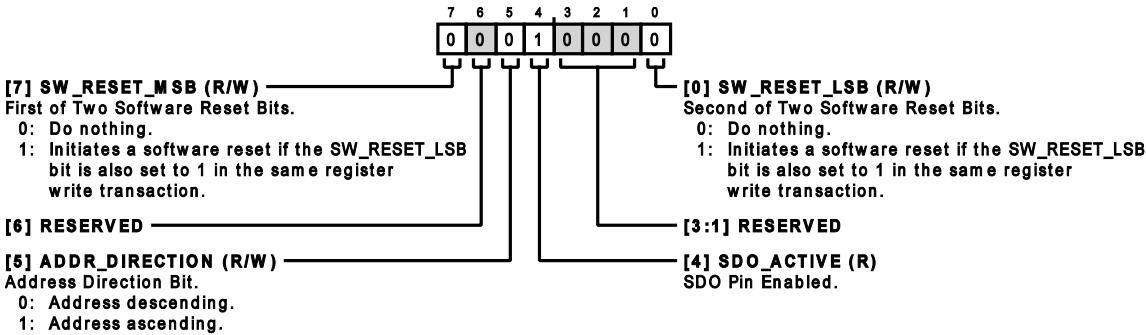 7 6 5 4 3 2 1 0
0 0 0 1 0 0 0 0
[7] SW_RESET_MSB (R/W)
First of Two Software Reset Bits.
0: Do nothing.
1: Initiates a software reset if the SW_RESET_LSB
bit is also set to 1 in the same register
write transaction.
[6] RESERVED
[5] ADDR_DIRECTION (R/W)
Address Direction Bit.
0: Address descending.
1: Address ascending.
[0] SW_RESET_LSB (R/W)
Second of Two Software Reset Bits.
0: Do nothing.
1: Initiates a software reset if the SW_RESET_LSB
bit is also set to 1 in the same register
write transaction.
[3:1] RESERVED
[4] SDO_ACTIVE (R)
SDO Pin Enabled.